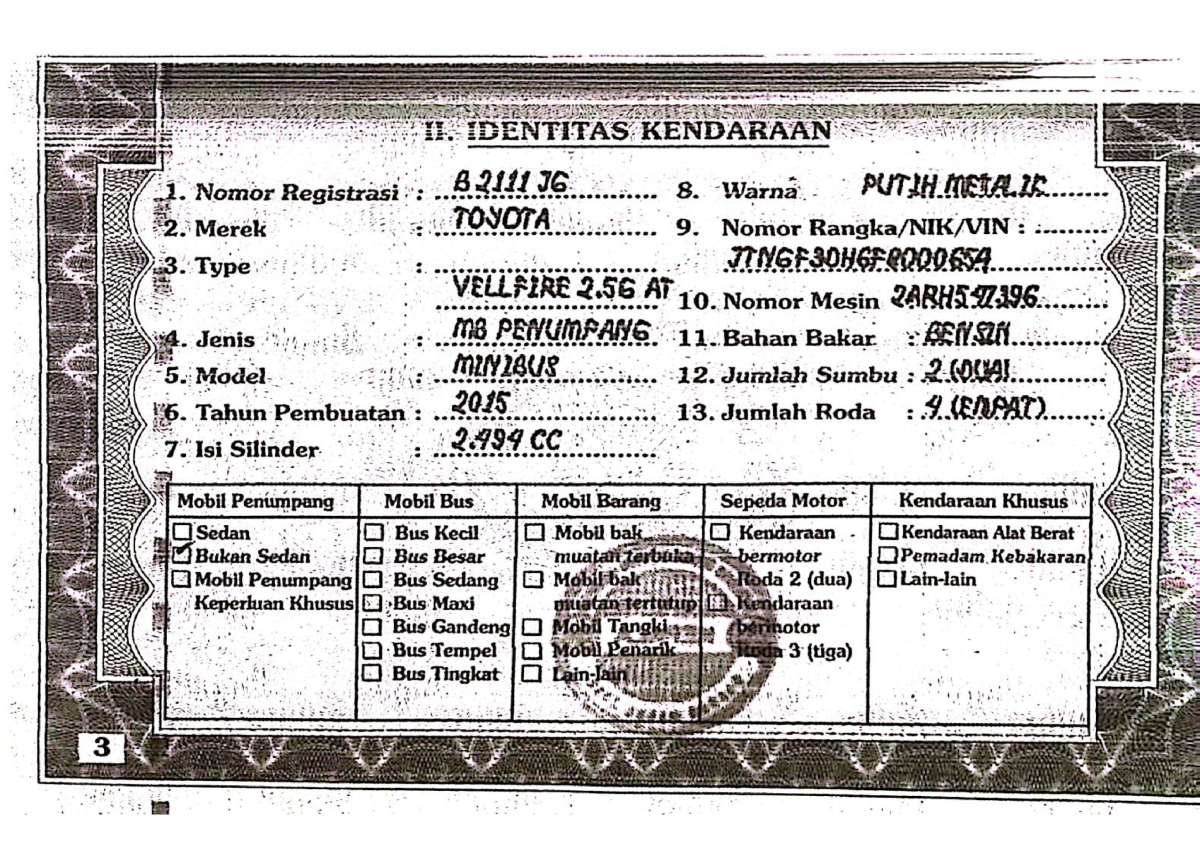 II. IDENTITAS KENDARAAN
1. Nomor Registrasi : B 2111 JG
2. Merek : TOYOTA
3. Type :
VELLFIRE 2.5G AT
4. Jenis : MB PENUMPANG
5. Model : MINIBUS
6. Tahun Pembuatan : 2015
7. Isi Silinder : 2.494 CC
8. Warna PUTIH METALIK
9. Nomor Rangka/NIK/VIN :
JTNGF30H6F8000654
10. Nomor Mesin 2ARH547396
11. Bahan Bakar : BENSIN
12. Jumlah Sumbu : 2 (DUA)
13. Jumlah Roda : 4 (EMPAT)
Mobil Penumpang
Sedan
Bukan Sedan
Mobil Penumpang
Keperluan Khusus
Mobil Bus
Bus Kecil
Bus Besar
Bus Sedang
Bus Maxi
Bus Gandeng
Bus Tempel
Bus Tingkat
Mobil Barang
Mobil bak
muatan terbuka
Mobil bak
muatan tertutup
Mobil Tangki
Mobil Penarik
Lain-lain
Sepeda Motor
Kendaraan
bermotor
Roda 2 (dua)
Kendaraan
bermotor
Roda 3 (tiga)
Kendaraan Khusus
Kendaraan Alat Berat
Pemadam Kebakaran
Lain-lain
3